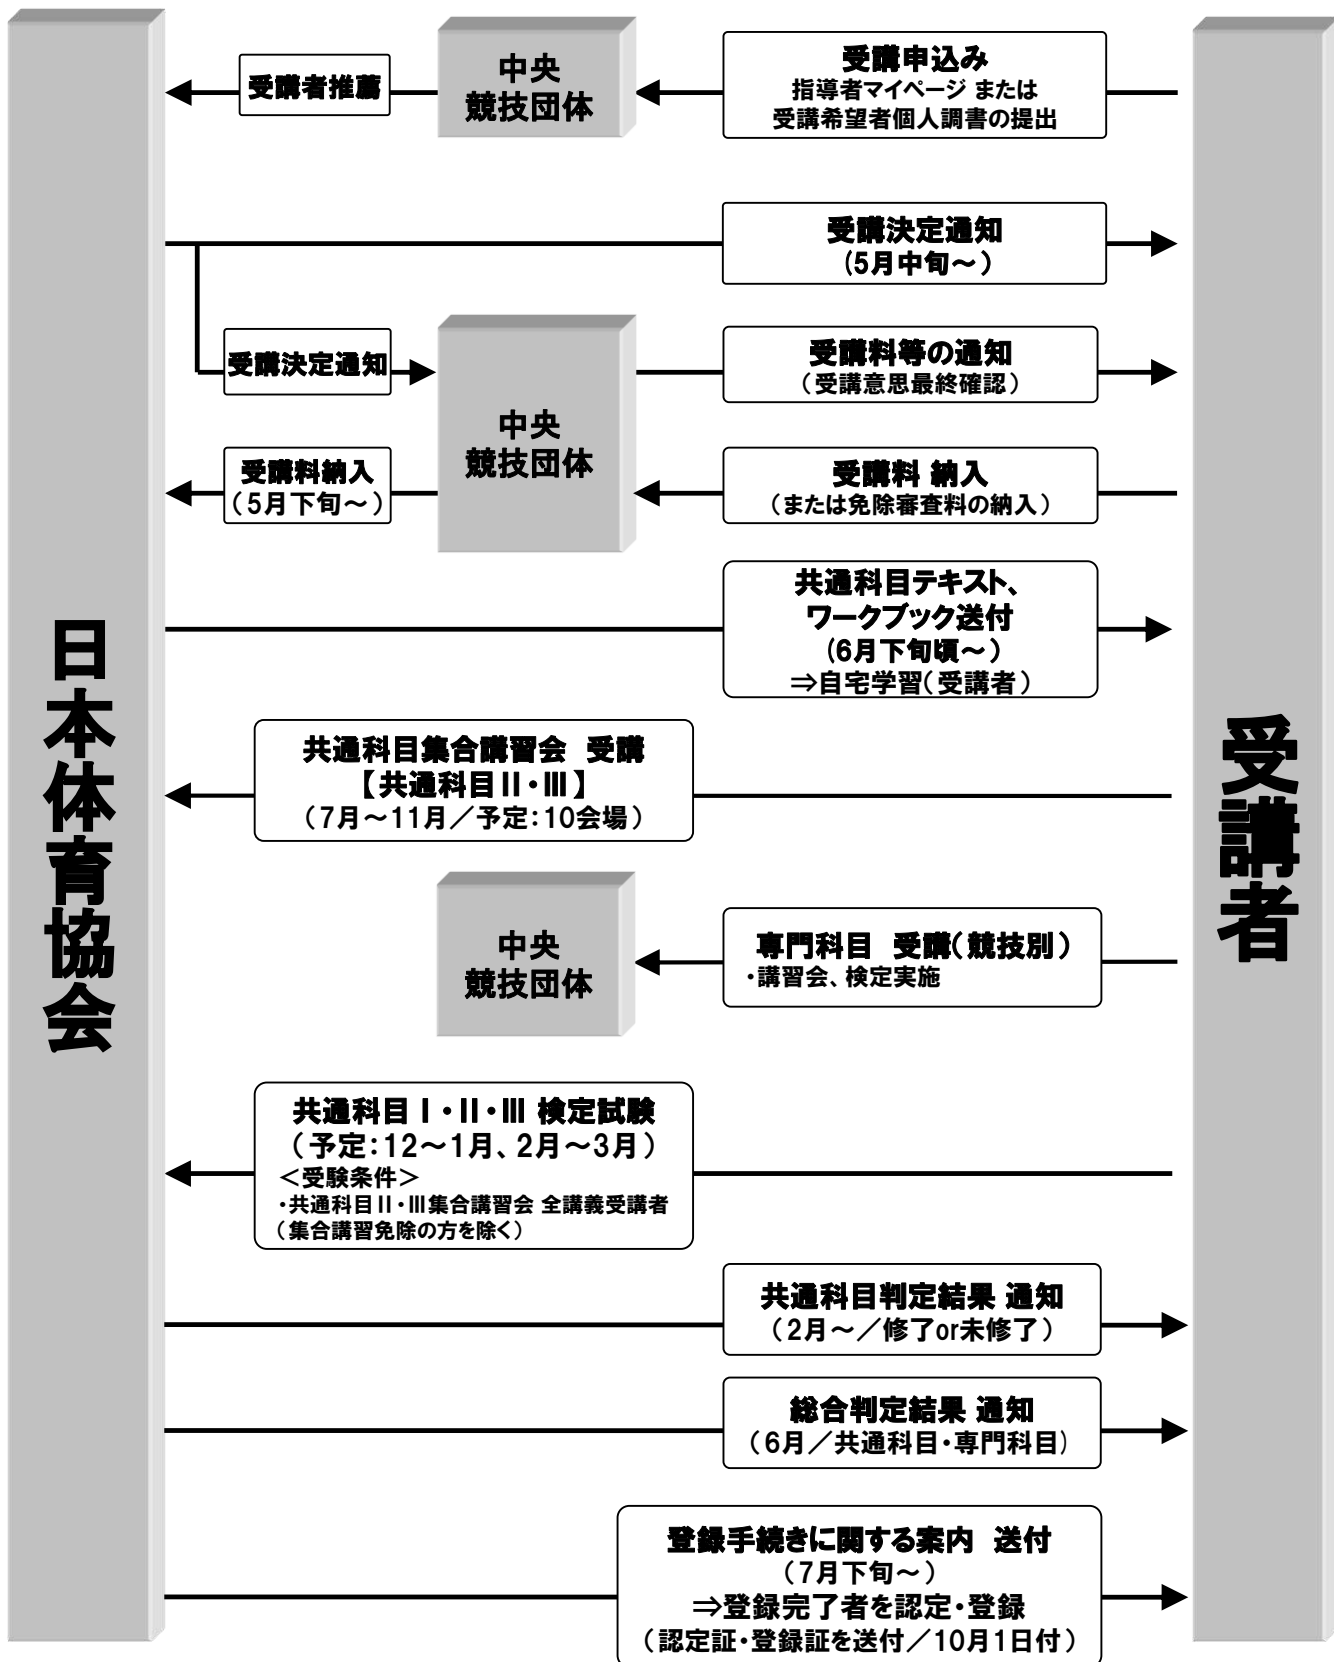 日本体育協会
受講者
受講者推薦
中央
競技団体
受講申込み
指導者マイページ または
受講希望者個人調書の提出
受講決定通知
(5月中旬～)
受講決定通知
中央
競技団体
受講料等の通知
(受講意思最終確認)
受講料納入
(5月下旬～)
受講料 納入
(または免除審査料の納入)
共通科目テキスト、
ワークブック送付
(6月下旬頃～)
⇒自宅学習(受講者)
共通科目集合講習会 受講
【共通科目Ⅱ・Ⅲ】
(7月～11月／予定:10会場)
中央
競技団体
専門科目 受講(競技別)
・講習会、検定実施
共通科目Ⅰ・Ⅱ・Ⅲ 検定試験
(予定:12～1月、2月～3月)
＜受験条件＞
・共通科目Ⅱ・Ⅲ集合講習会 全講義受講者
(集合講習免除の方を除く)
共通科目判定結果 通知
(2月～／修了or未修了)
総合判定結果 通知
(6月／共通科目・専門科目)
登録手続きに関する案内 送付
(7月下旬～)
⇒登録完了者を認定・登録
(認定証・登録証を送付／10月1日付)